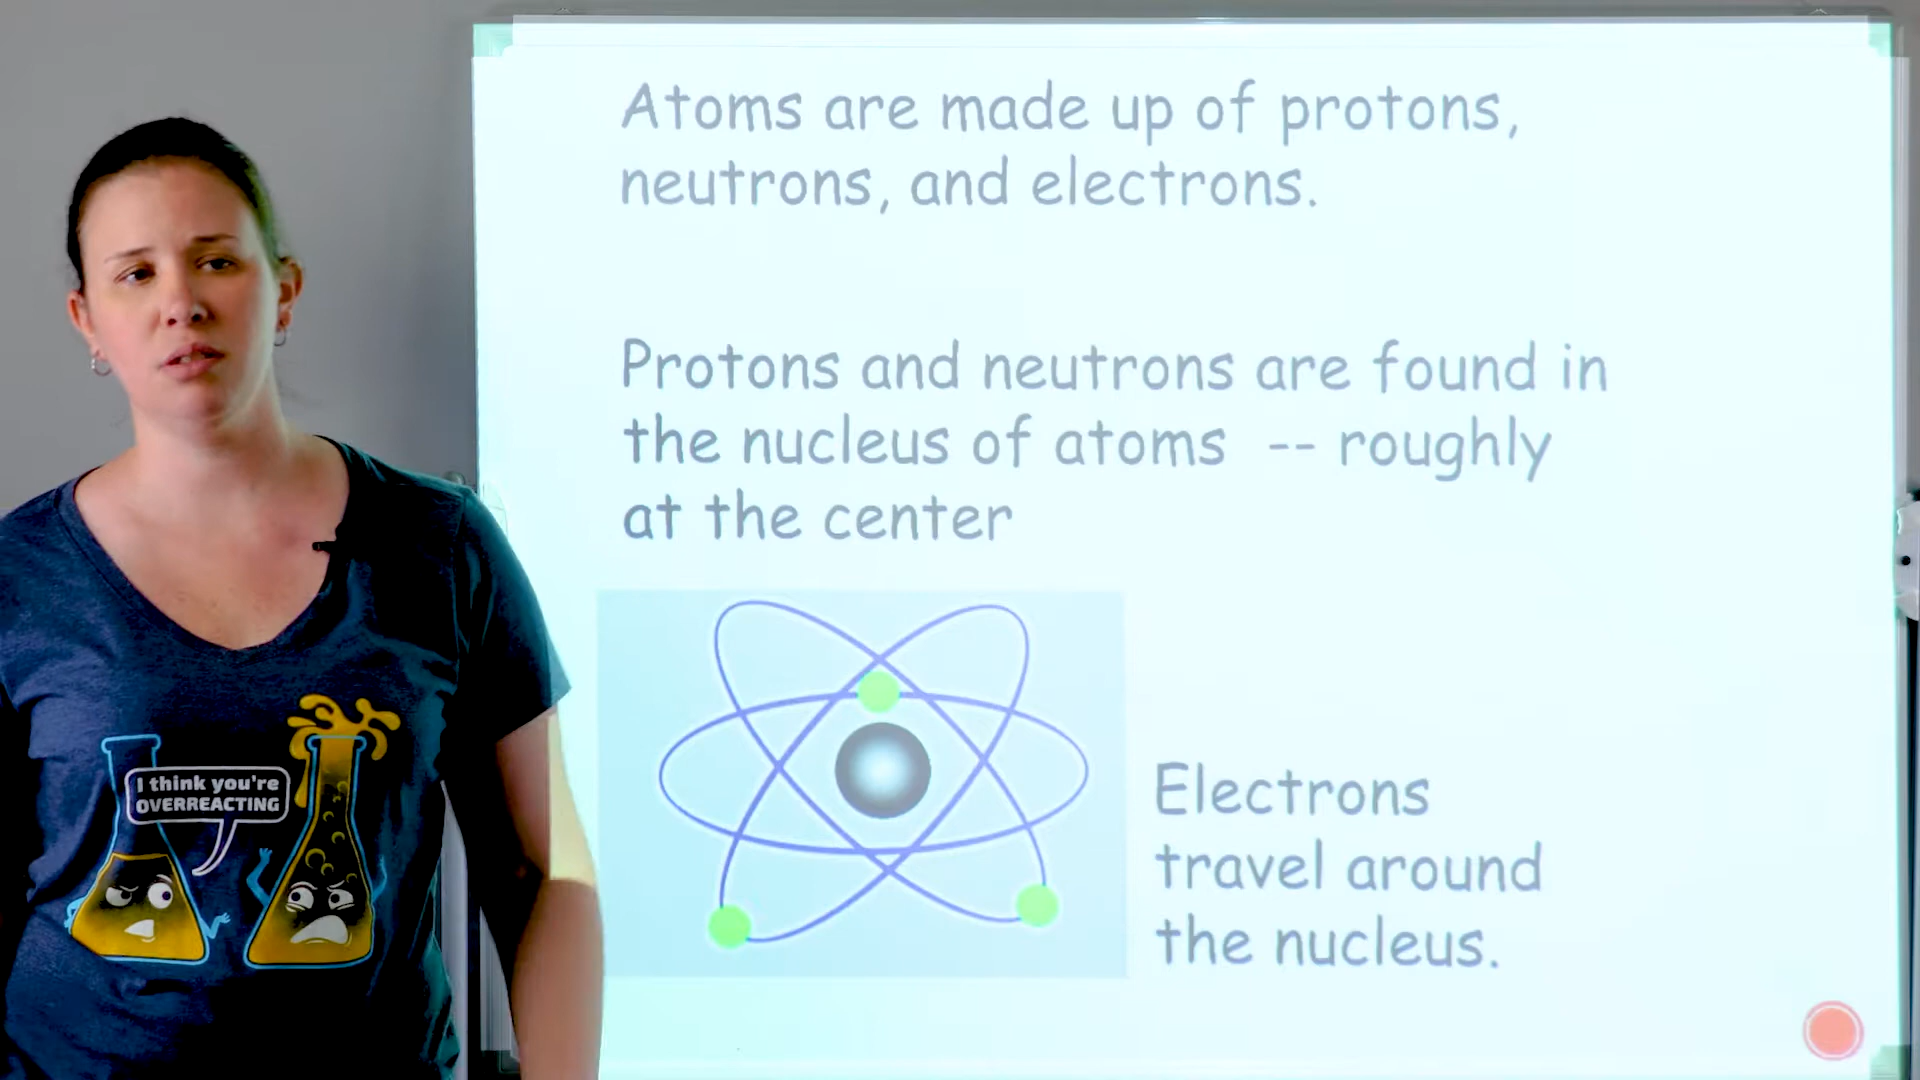 Atoms are made up of protons,
neutrons, and electrons.
Protons and neutrons are found in
the nucleus of atoms -- roughly
at the center
Electrons
travel around
the nucleus.
I think you're
OVERREACTING